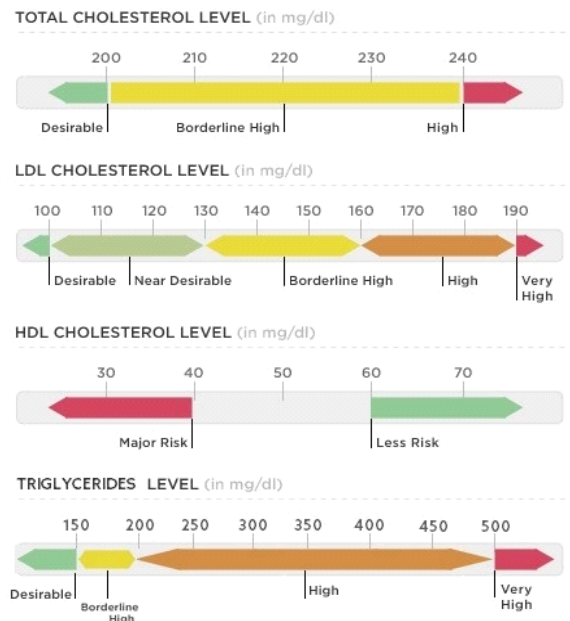 TOTAL CHOLESTEROL LEVEL (in mg/dl)
200 210 220 230 240
Desirable Borderline High High
LDL CHOLESTEROL LEVEL (in mg/dl)
100 110 120 130 140 150 160 170 180 190
Desirable Near Desirable Borderline High High Very
High
HDL CHOLESTEROL LEVEL (in mg/dl)
30 40 50 60 70
Major Risk Less Risk
TRIGLYCERIDES LEVEL (in mg/dl)
150 200 250 300 350 400 450 500
Desirable High Very
Borderline High
High